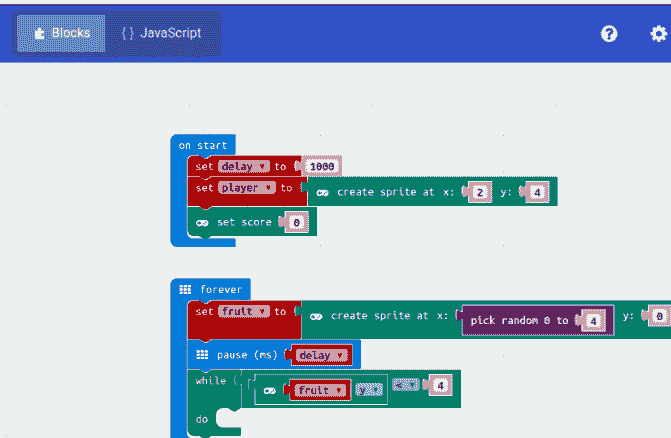 Blocks { } JavaScript ?
on start
set delay ▾ to 1000
set player ▾ to create sprite at x: 2 y: 4
set score 0
forever
set fruit ▾ to create sprite at x: pick random 0 to 4 y: 0
pause (ms) delay ▾
while fruit ▾ y ▾ < ▾ 4
do